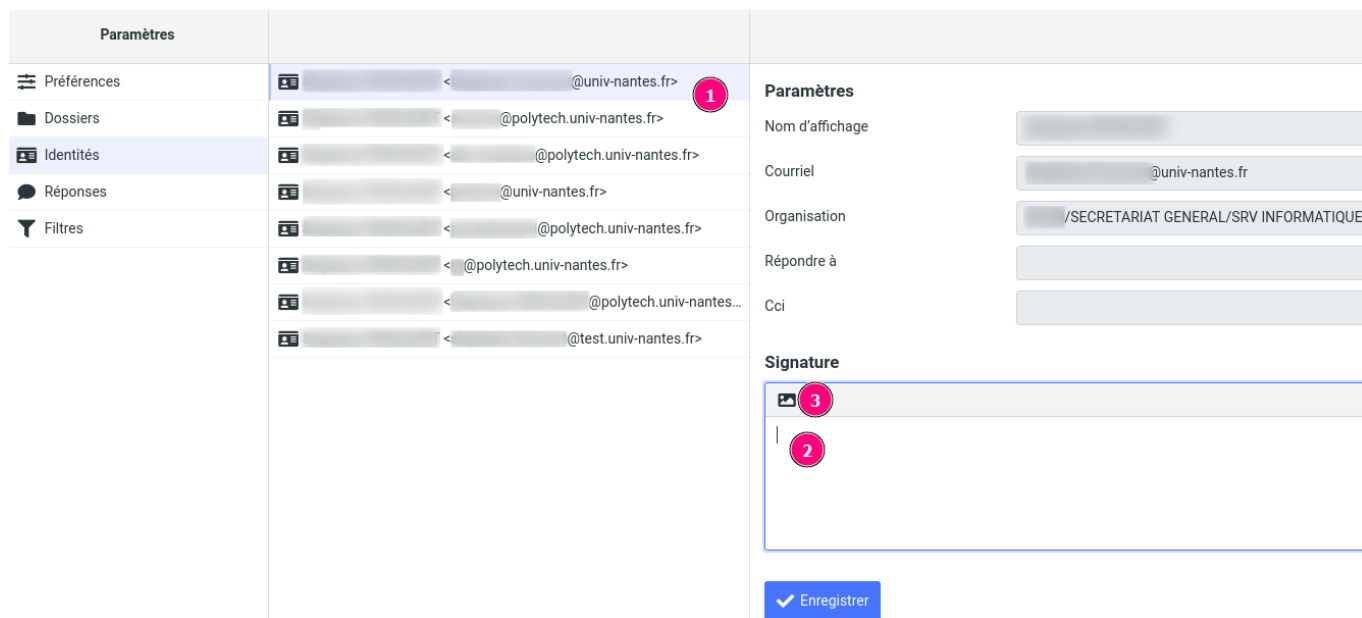 Paramètres
Préférences
Dossiers
Identités
Réponses
Filtres
< @univ-nantes.fr>
1
< @polytech.univ-nantes.fr>
< @polytech.univ-nantes.fr>
< @univ-nantes.fr>
< @polytech.univ-nantes.fr>
< @polytech.univ-nantes.fr>
< @polytech.univ-nantes...
< @test.univ-nantes.fr>
Paramètres
Nom d'affichage
Courriel @univ-nantes.fr
Organisation /SECRETARIAT GENERAL/SRV INFORMATIQUE
Répondre à
Cci
Signature
3
2
Enregistrer